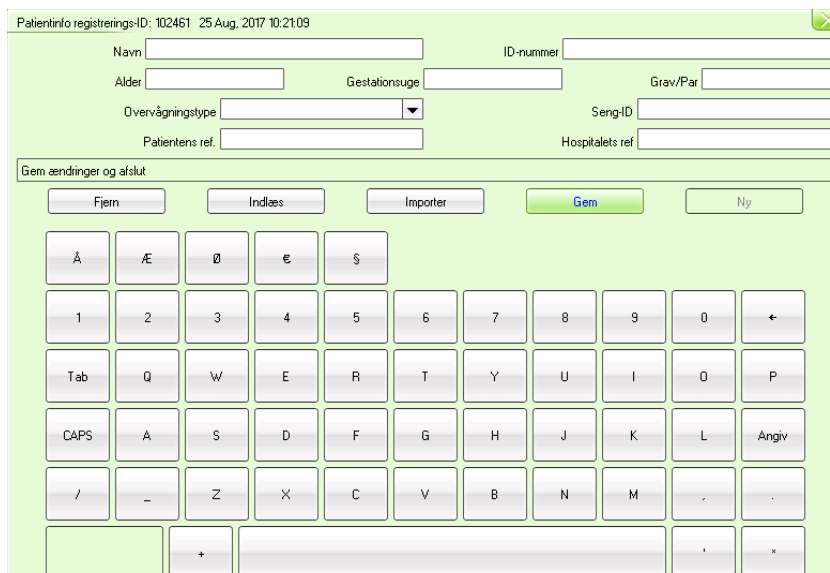 Patientinfo registrerings-ID: 102461 25 Aug, 2017 10:21:09
Navn ID-nummer
Alder Gestationsuge Grav/Par
Overvågningstype Seng-ID
Patientens ref. Hospitalets ref
Gem ændringer og afslut
Fjern Indlæs Importer Gem Ny
Å Æ Ø € §
1 2 3 4 5 6 7 8 9 0 ←
Tab Q W E R T Y U I O P
CAPS A S D F G H J K L Angiv
/ _ Z X C V B N M , .
+ ' *